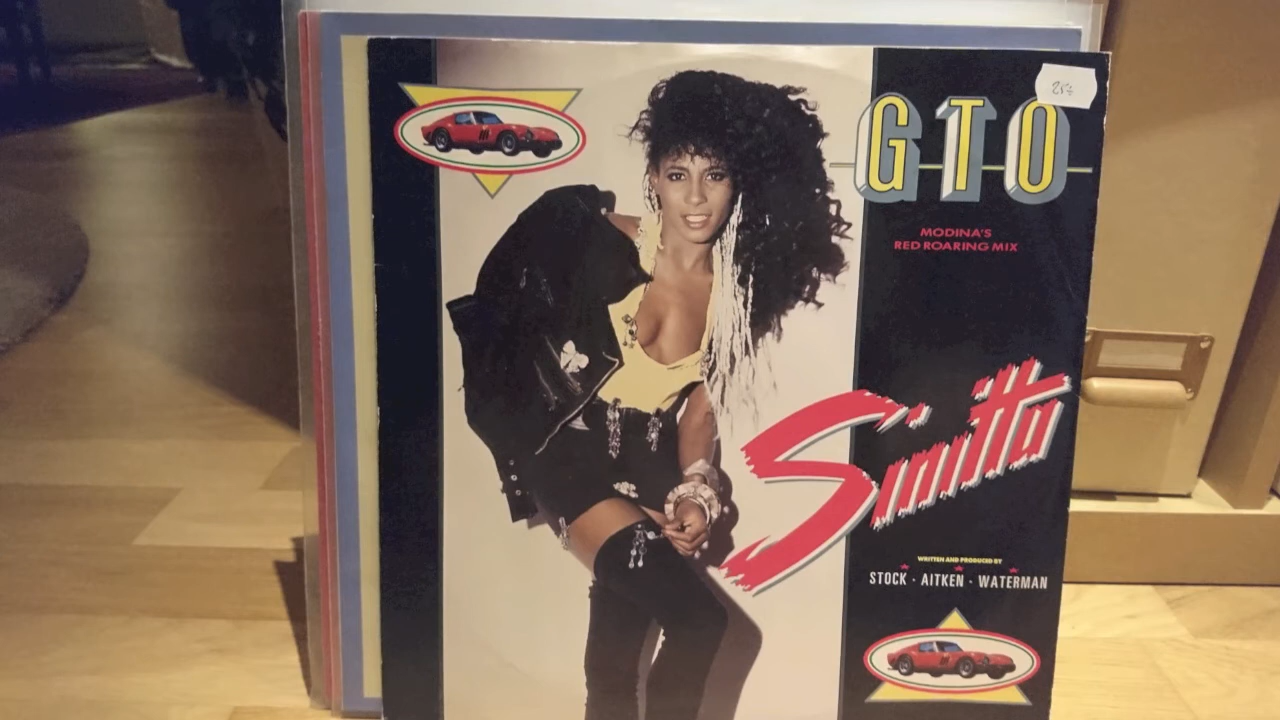 GTO
MODINA'S
RED ROARING MIX
Sinitta
WRITTEN AND PRODUCED BY
STOCK · AITKEN · WATERMAN